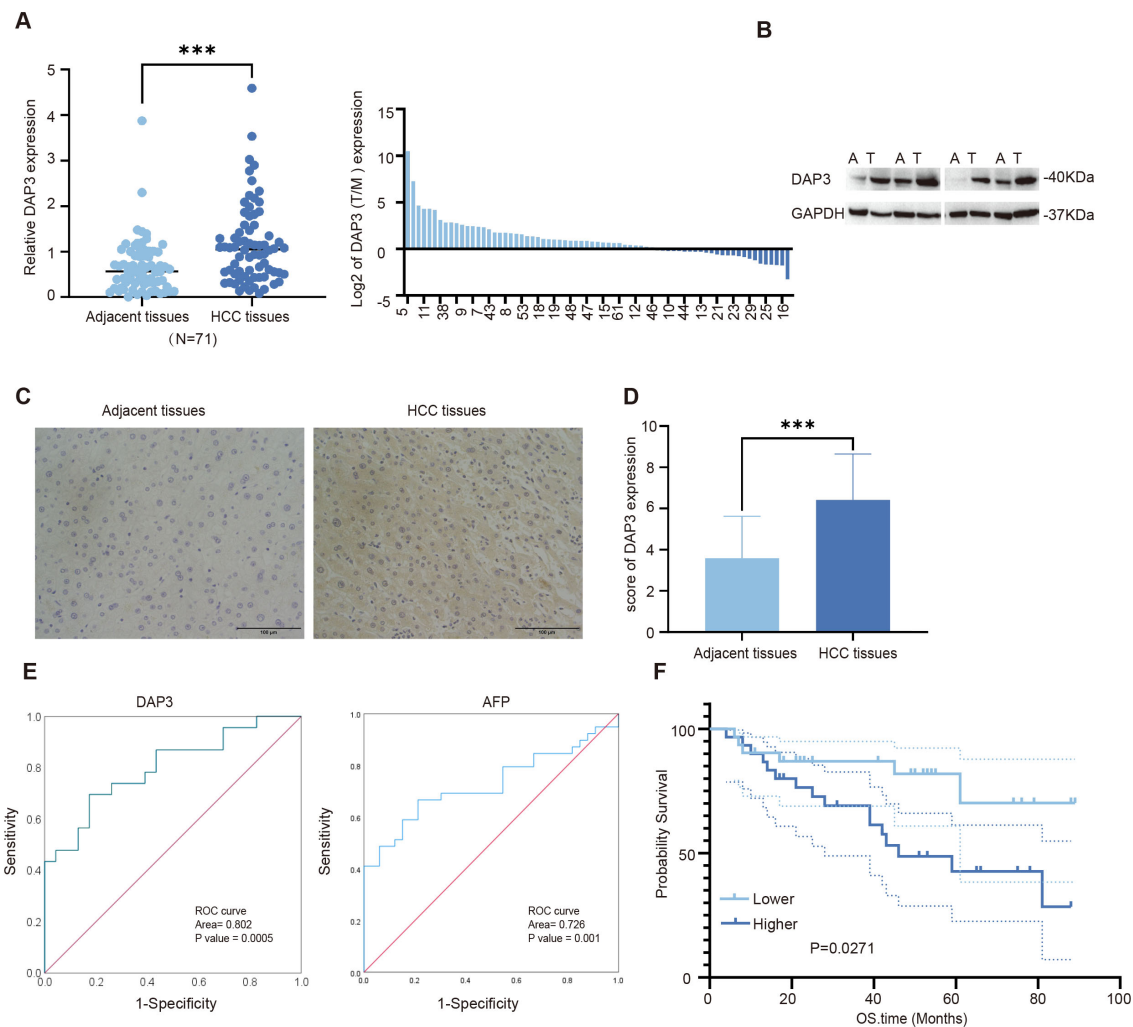 A
***
Relative DAP3 expression
5
4
3
2
1
0
Adjacent tissues
HCC tissues
(N=71)
Log2 of DAP3 (T/M ) expression
15
10
5
0
-5
5
11
38
9
7
43
8
53
18
19
48
47
15
61
12
46
10
44
13
21
23
29
25
16
B
A T A T A T A T
DAP3
-40KDa
GAPDH
-37KDa
C
Adjacent tissues
HCC tissues
100 μm
100 μm
D
***
score of DAP3 expression
10
8
6
4
2
0
Adjacent tissues
HCC tissues
E
DAP3
Sensitivity
1.0
0.8
0.6
0.4
0.2
0.0
ROC curve
Area= 0.802
P value = 0.0005
0.0 0.2 0.4 0.6 0.8 1.0
1-Specificity
AFP
Sensitivity
1.0
0.8
0.6
0.4
0.2
0.0
ROC curve
Area= 0.726
P value = 0.001
0.0 0.2 0.4 0.6 0.8 1.0
1-Specificity
F
Probability Survival
100
50
0
Lower
Higher
P=0.0271
0 20 40 60 80 100
OS.time (Months)